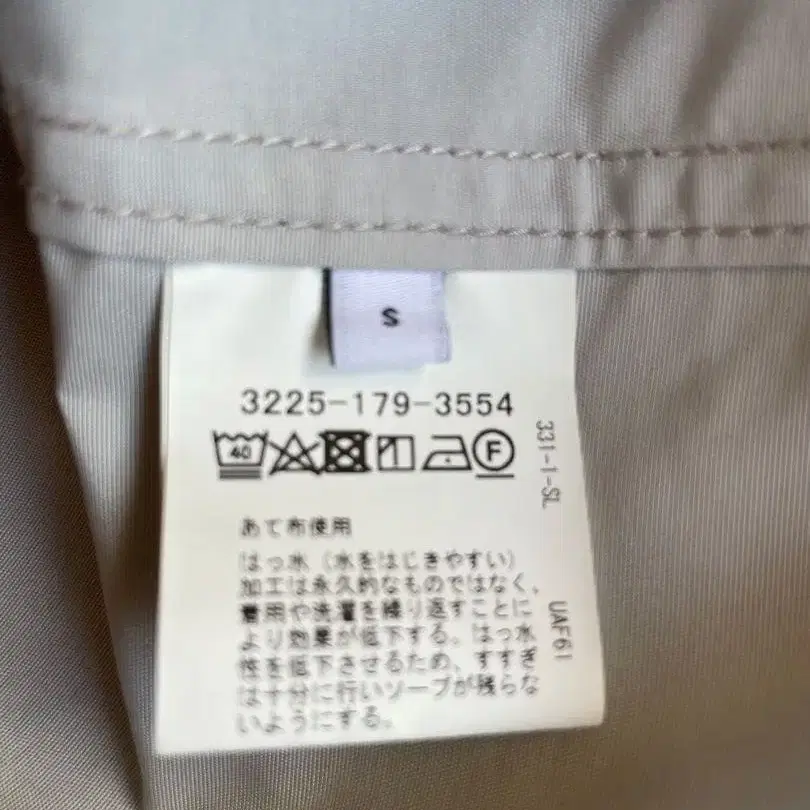 S
3225-179-3554
40
F
あて布使用
はっ水（水をはじきやすい）
加工は永久的なものではなく、
着用や洗濯を繰り返すことに
より効果が低下する。はっ水
性を低下させるため、すすぎ
は十分に行いソープが残らな
いようにする。
331-1-SL
UAF61